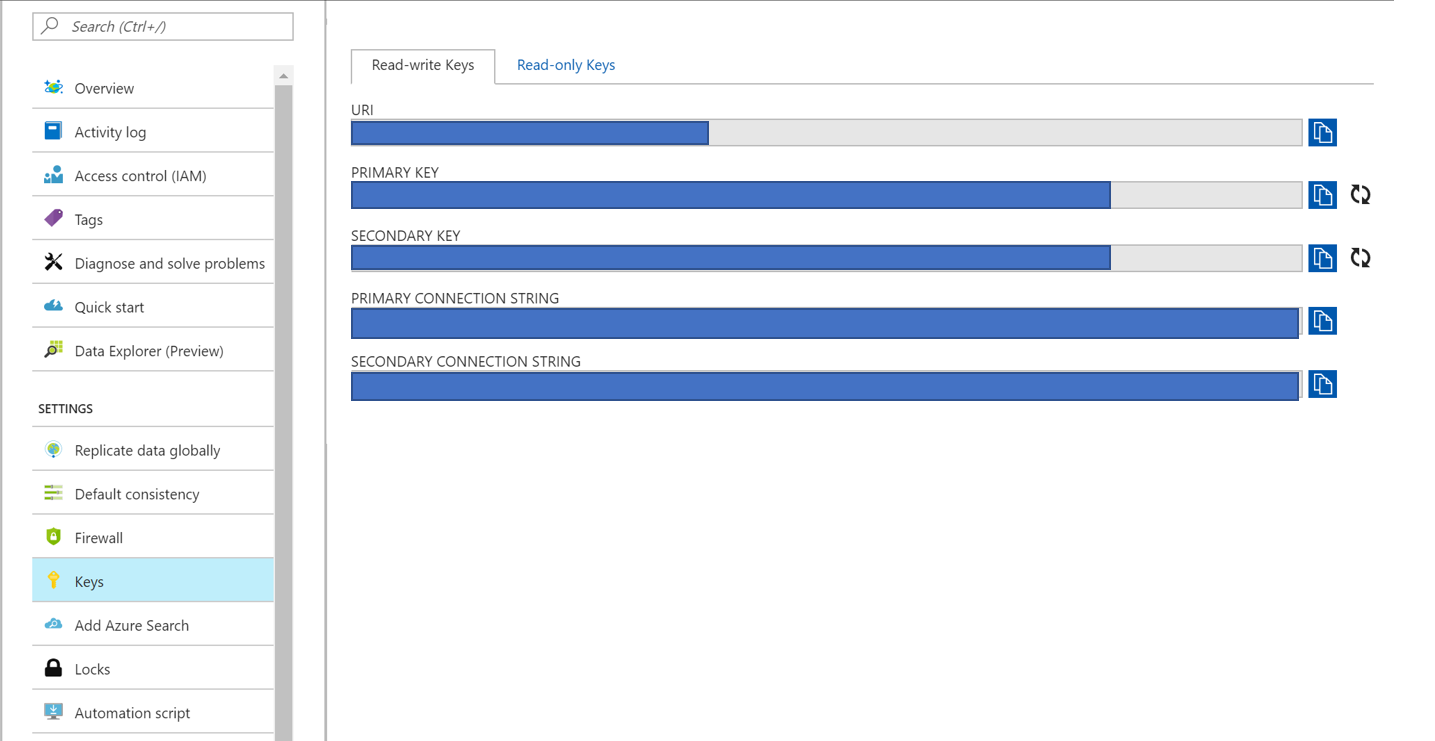 Search (Ctrl+/)
Overview
Activity log
Access control (IAM)
Tags
Diagnose and solve problems
Quick start
Data Explorer (Preview)
SETTINGS
Replicate data globally
Default consistency
Firewall
Keys
Add Azure Search
Locks
Automation script
Read-write Keys
Read-only Keys
URI
PRIMARY KEY
SECONDARY KEY
PRIMARY CONNECTION STRING
SECONDARY CONNECTION STRING